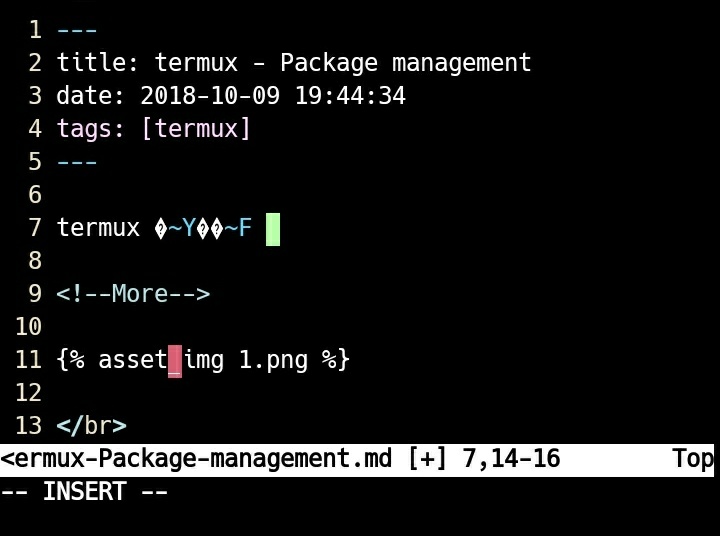 1 ---
2 title: termux - Package management
3 date: 2018-10-09 19:44:34
4 tags: [termux]
5 ---
6
7 termux �~Y��~F
8
9 <!--More-->
10
11 {% asset_img 1.png %}
12
13 </br>
<ermux-Package-management.md [+] 7,14-16 Top
-- INSERT --